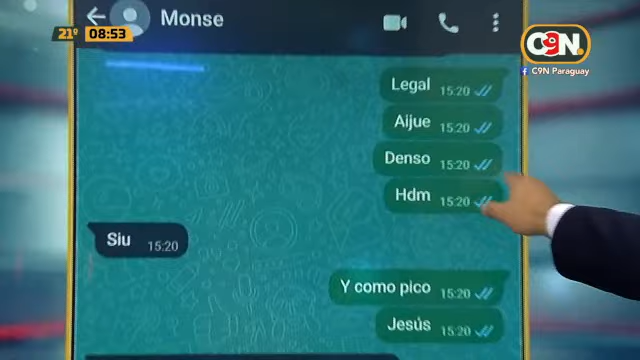 Monse
21º 08:53
C9N
C9N Paraguay
Legal 15:20
Aijue 15:20
Denso 15:20
Hdm 15:20
Siu 15:20
Y como pico 15:20
Jesús 15:20